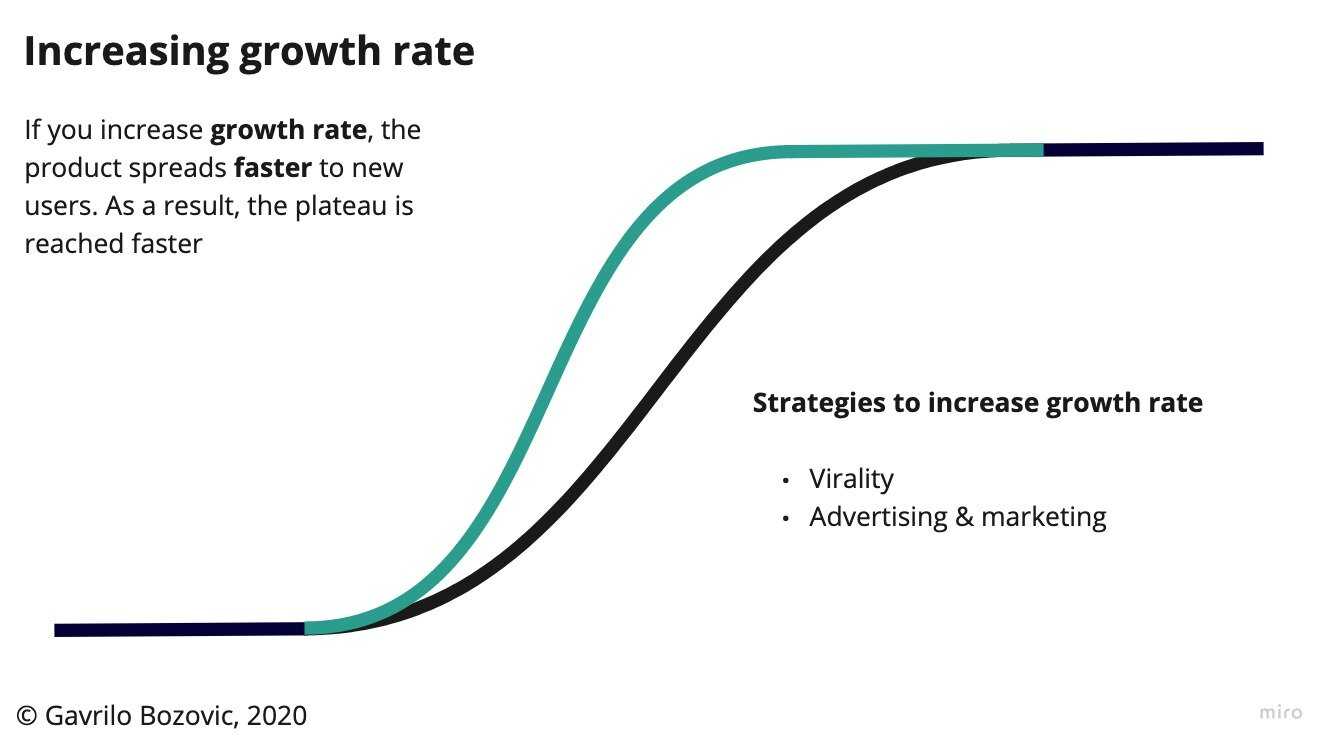 Increasing growth rate
If you increase growth rate, the
product spreads faster to new
users. As a result, the plateau is
reached faster
Strategies to increase growth rate
• Virality
• Advertising & marketing
© Gavrilo Bozovic, 2020
miro